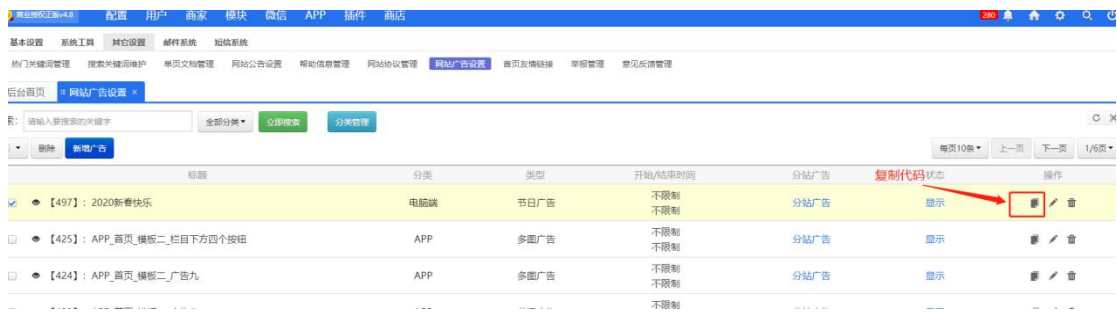 商业授权正版v4.8 配置 用户 商家 模块 微信 APP 插件 商店 280
基本设置 系统工具 其它设置 邮件系统 短信系统
热门关键词管理 搜索关键词维护 单页文档管理 网站公告设置 帮助信息管理 网站协议管理 网站广告设置 首页友情链接 举报管理 意见反馈管理
后台首页 网站广告设置 ×
索: 请输入要搜索的关键字 全部分类 立即搜索 分类管理
删除 新增广告 每页10条 上一页 下一页 1/6页
标题 分类 类型 开始/结束时间 分站广告 复制代码 状态 操作
【497】: 2020新春快乐 电脑端 节日广告 不限制 分站广告 显示
不限制
【425】: APP_首页_模板二_栏目下方四个按钮 APP 多图广告 不限制 分站广告 显示
不限制
【424】: APP_首页_模板二_广告九 APP 多图广告 不限制 分站广告 显示
不限制
不限制